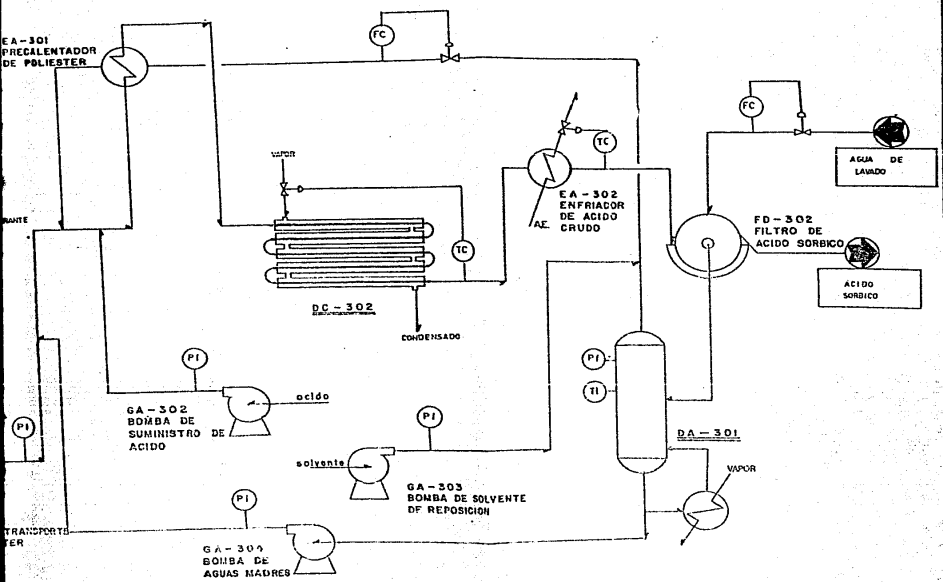 EA-301
PRECALENTADOR
DE POLIESTER
FC
FC
VAPOR
TC
AGUA DE
LAVADO
EA-302
ENFRIADOR
DE ACIDO
CRUDO
A.E.
FD-302
FILTRO DE
ACIDO SORBICO
TC
ACIDO
SORBICO
DC-302
CONDENSADO
PI
acido
GA-302
BOMBA DE
SUMINISTRO DE
ACIDO
PI
TI
DA-301
PI
PI
solvente
GA-303
BOMBA DE SOLVENTE
DE REPOSICION
VAPOR
PI
TRANSPORTE
TER
GA-304
BOMBA DE
AGUAS MADRES